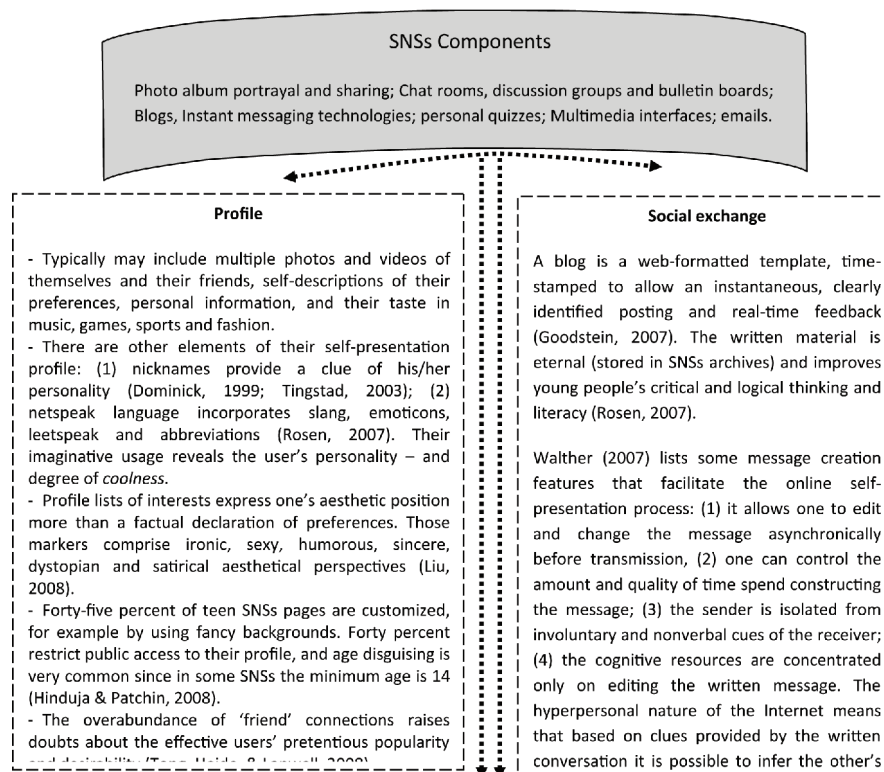 SNSs Components
Photo album portrayal and sharing; Chat rooms, discussion groups and bulletin boards;
Blogs, Instant messaging technologies; personal quizzes; Multimedia interfaces; emails.
Profile
- Typically may include multiple photos and videos of
themselves and their friends, self-descriptions of their
preferences, personal information, and their taste in
music, games, sports and fashion.
- There are other elements of their self-presentation
profile: (1) nicknames provide a clue of his/her
personality (Dominick, 1999; Tingstad, 2003); (2)
netspeak language incorporates slang, emoticons,
leetspeak and abbreviations (Rosen, 2007). Their
imaginative usage reveals the user's personality – and
degree of coolness.
- Profile lists of interests express one's aesthetic position
more than a factual declaration of preferences. Those
markers comprise ironic, sexy, humorous, sincere,
dystopian and satirical aesthetical perspectives (Liu,
2008).
- Forty-five percent of teen SNSs pages are customized,
for example by using fancy backgrounds. Forty percent
restrict public access to their profile, and age disguising is
very common since in some SNSs the minimum age is 14
(Hinduja & Patchin, 2008).
- The overabundance of 'friend' connections raises
doubts about the effective users' pretentious popularity
Social exchange
A blog is a web-formatted template, time-
stamped to allow an instantaneous, clearly
identified posting and real-time feedback
(Goodstein, 2007). The written material is
eternal (stored in SNSs archives) and improves
young people's critical and logical thinking and
literacy (Rosen, 2007).
Walther (2007) lists some message creation
features that facilitate the online self-
presentation process: (1) it allows one to edit
and change the message asynchronically
before transmission, (2) one can control the
amount and quality of time spend constructing
the message; (3) the sender is isolated from
involuntary and nonverbal cues of the receiver;
(4) the cognitive resources are concentrated
only on editing the written message. The
hyperpersonal nature of the Internet means
that based on clues provided by the written
conversation it is possible to infer the other's